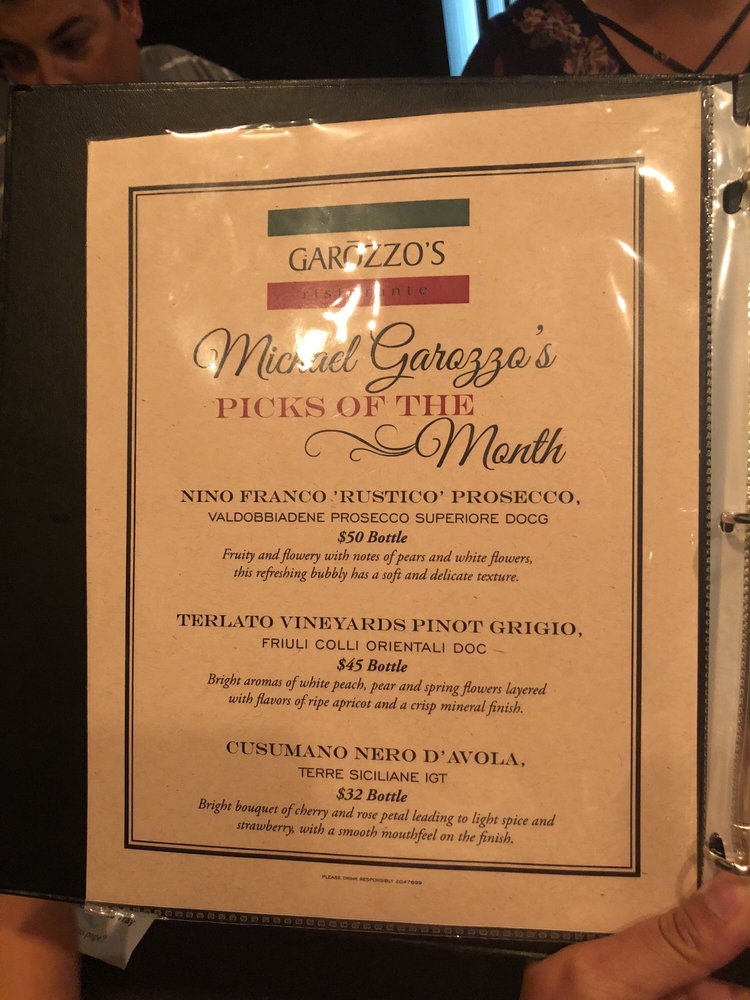 GARŌZZO'S
ristorante
Michael Garozzo's
PICKS OF THE
Month
NINO FRANCO 'RUSTICO' PROSECCO,
VALDOBBIADENE PROSECCO SUPERIORE DOCG
$50 Bottle
Fruity and flowery with notes of pears and white flowers,
this refreshing bubbly has a soft and delicate texture.
TERLATO VINEYARDS PINOT GRIGIO,
FRIULI COLLI ORIENTALI DOC
$45 Bottle
Bright aromas of white peach, pear and spring flowers layered
with flavors of ripe apricot and a crisp mineral finish.
CUSUMANO NERO D'AVOLA,
TERRE SICILIANE IGT
$32 Bottle
Bright bouquet of cherry and rose petal leading to light spice and
strawberry, with a smooth mouthfeel on the finish.
PLEASE DRINK RESPONSIBLY 2047699